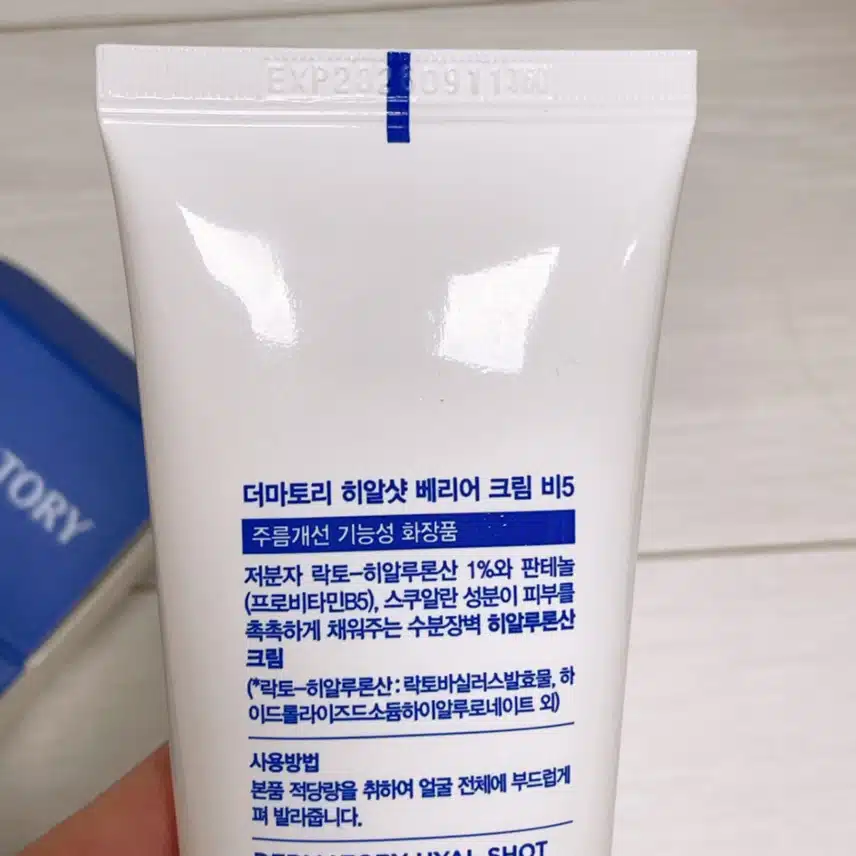 EXP20260911
TORY
더마토리 히알샷 베리어 크림 비5
주름개선 기능성 화장품
저분자 락토-히알루론산 1%와 판테놀
(프로비타민B5), 스쿠알란 성분이 피부를
촉촉하게 채워주는 수분장벽 히알루론산
크림
(*락토-히알루론산 : 락토바실러스발효물, 하
이드롤라이즈드소듐하이알루로네이트 외)
사용방법
본품 적당량을 취하여 얼굴 전체에 부드럽게
펴 발라줍니다.
DERMATORY HYAL SHOT